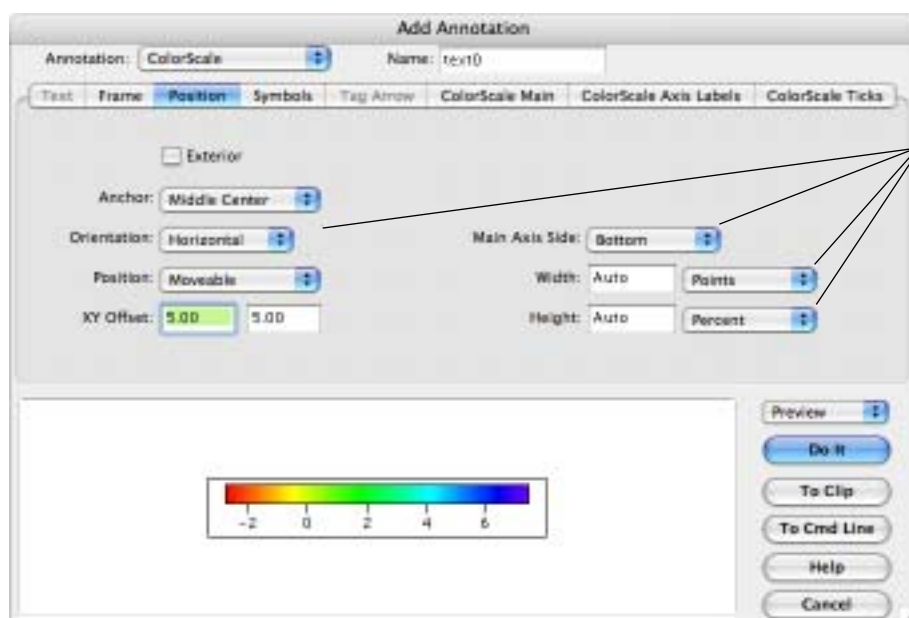 Add Annotation
Annotation: ColorScale Name: text0
Text Frame Position Symbols Tag Arrow ColorScale Main ColorScale Axis Labels ColorScale Ticks
Exterior
Anchor: Middle Center
Orientation: Horizontal Main Axis Side: Bottom
Position: Moveable Width: Auto Points
XY Offset: 5.00 5.00 Height: Auto Percent
Preview
Do It
To Clip
To Cmd Line
Help
Cancel
-2 0 2 4 6